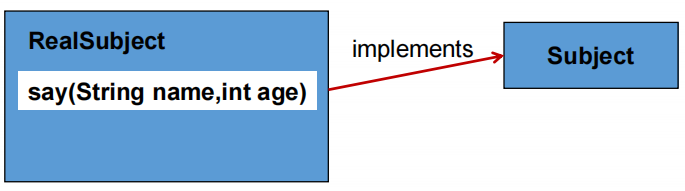 RealSubject
say(String name,int age)
implements
Subject